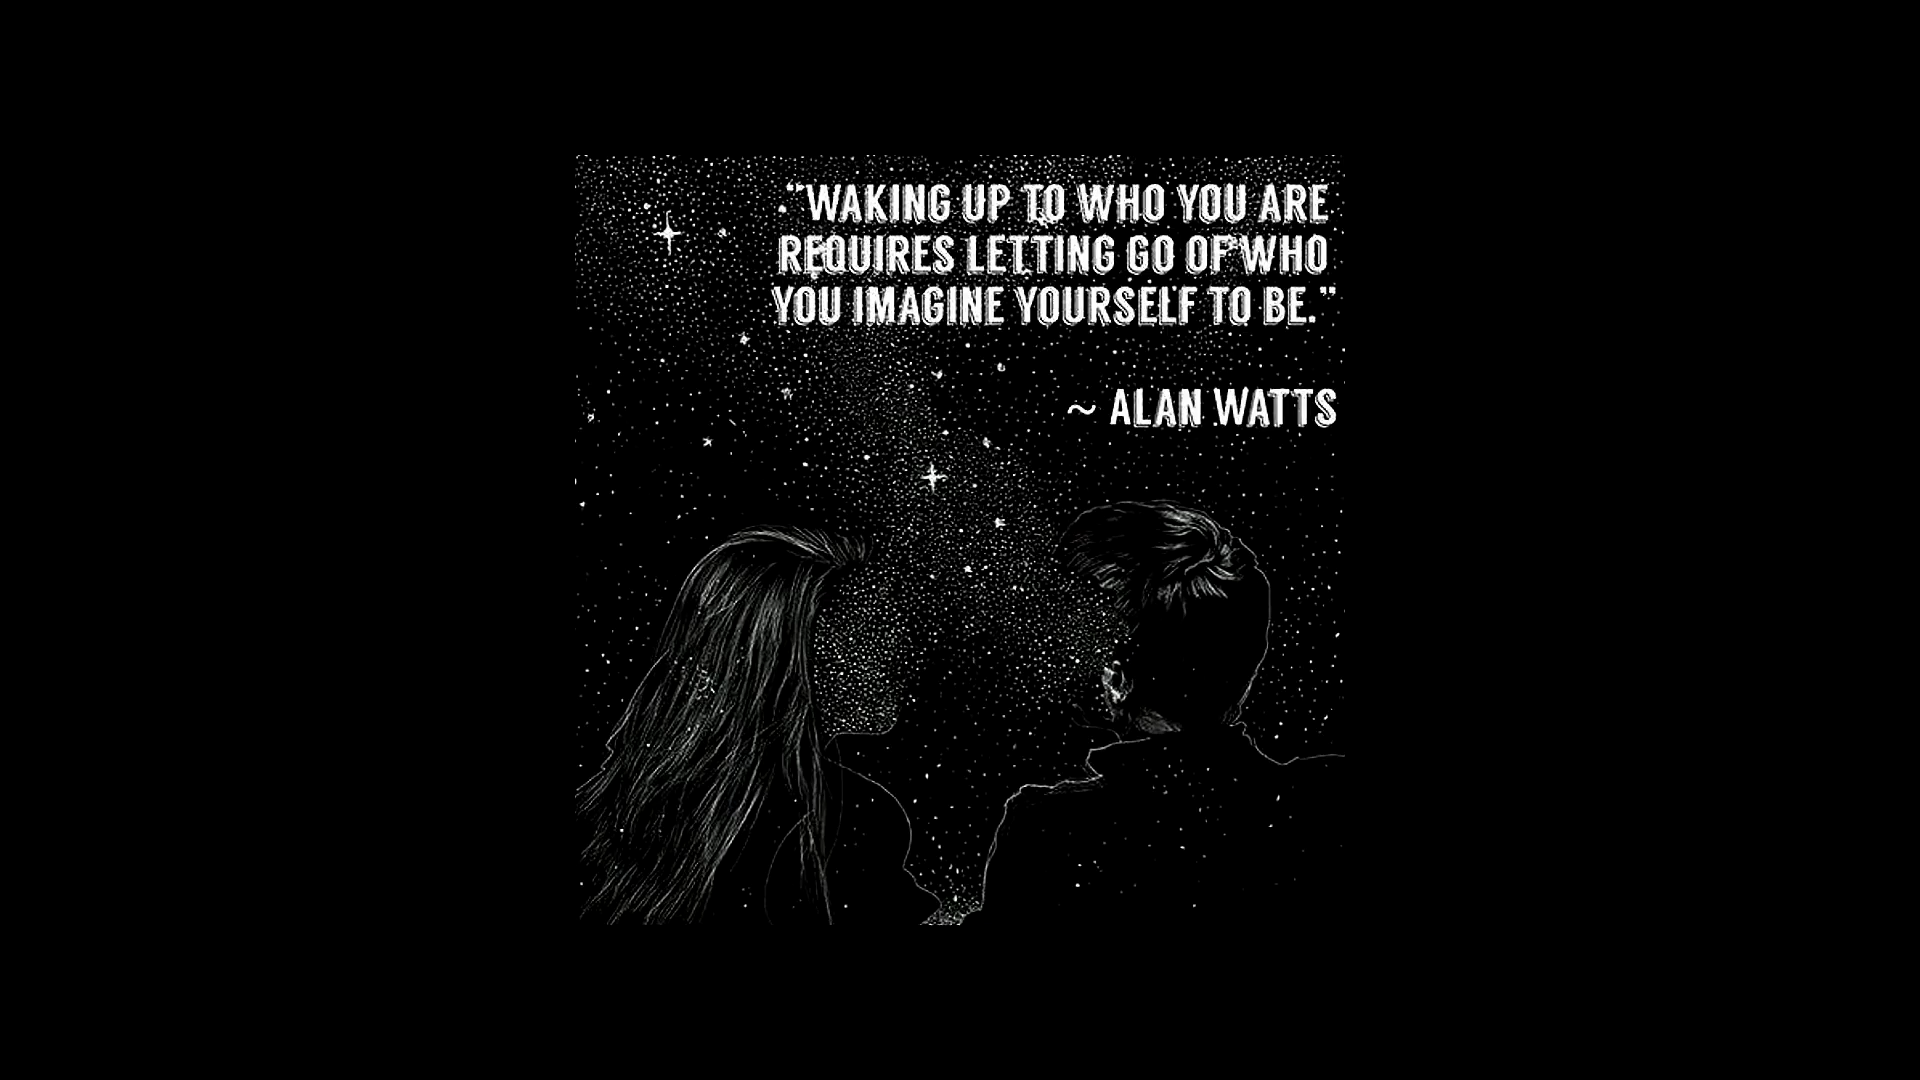 “WAKING UP TO WHO YOU ARE
REQUIRES LETTING GO OF WHO
YOU IMAGINE YOURSELF TO BE.”
~ ALAN WATTS